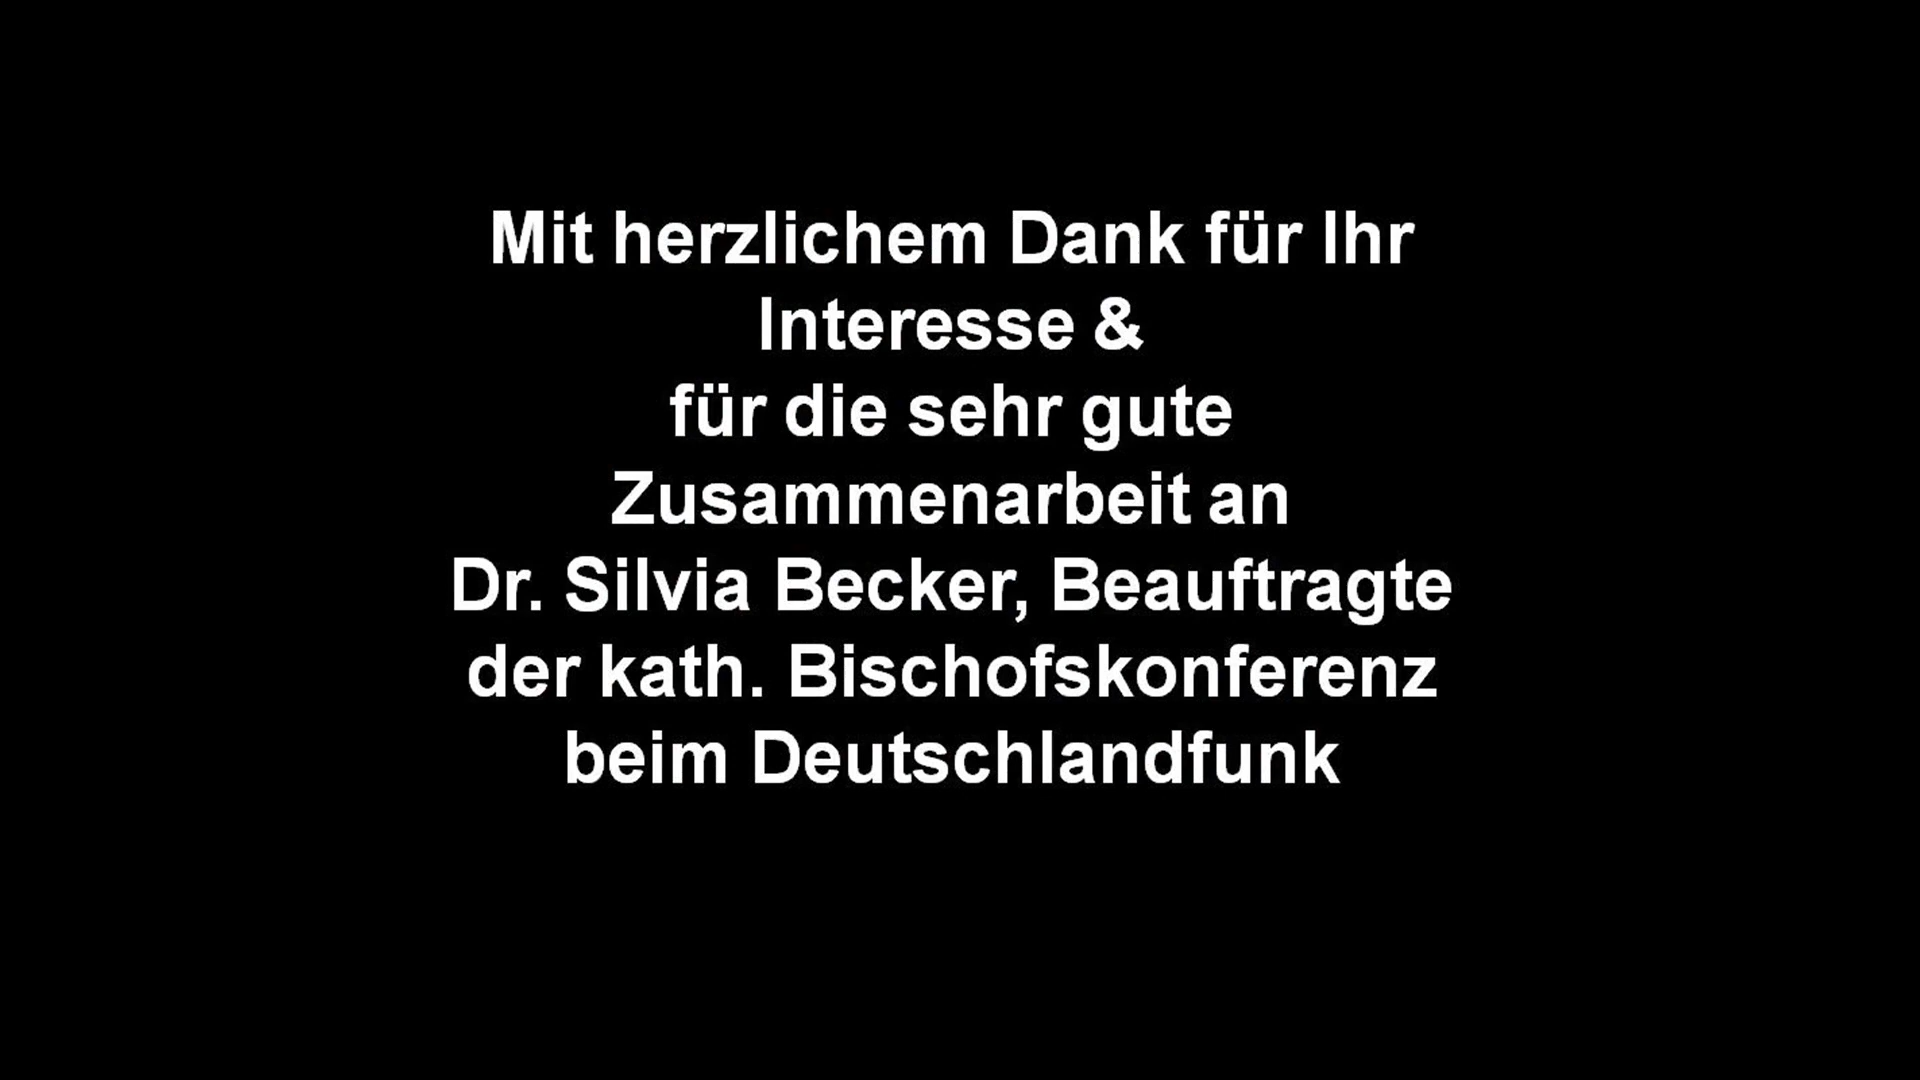 Mit herzlichem Dank für Ihr
Interesse &
für die sehr gute
Zusammenarbeit an
Dr. Silvia Becker, Beauftragte
der kath. Bischofskonferenz
beim Deutschlandfunk